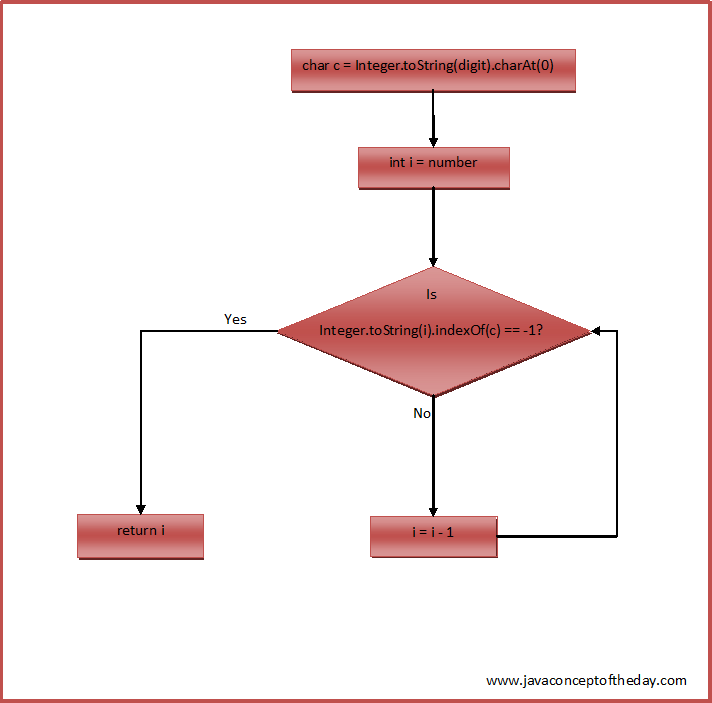 char c = Integer.toString(digit).charAt(0)
int i = number
Is
Integer.toString(i).indexOf(c) == -1?
Yes
No
return i
i = i - 1
www.javaconceptoftheday.com